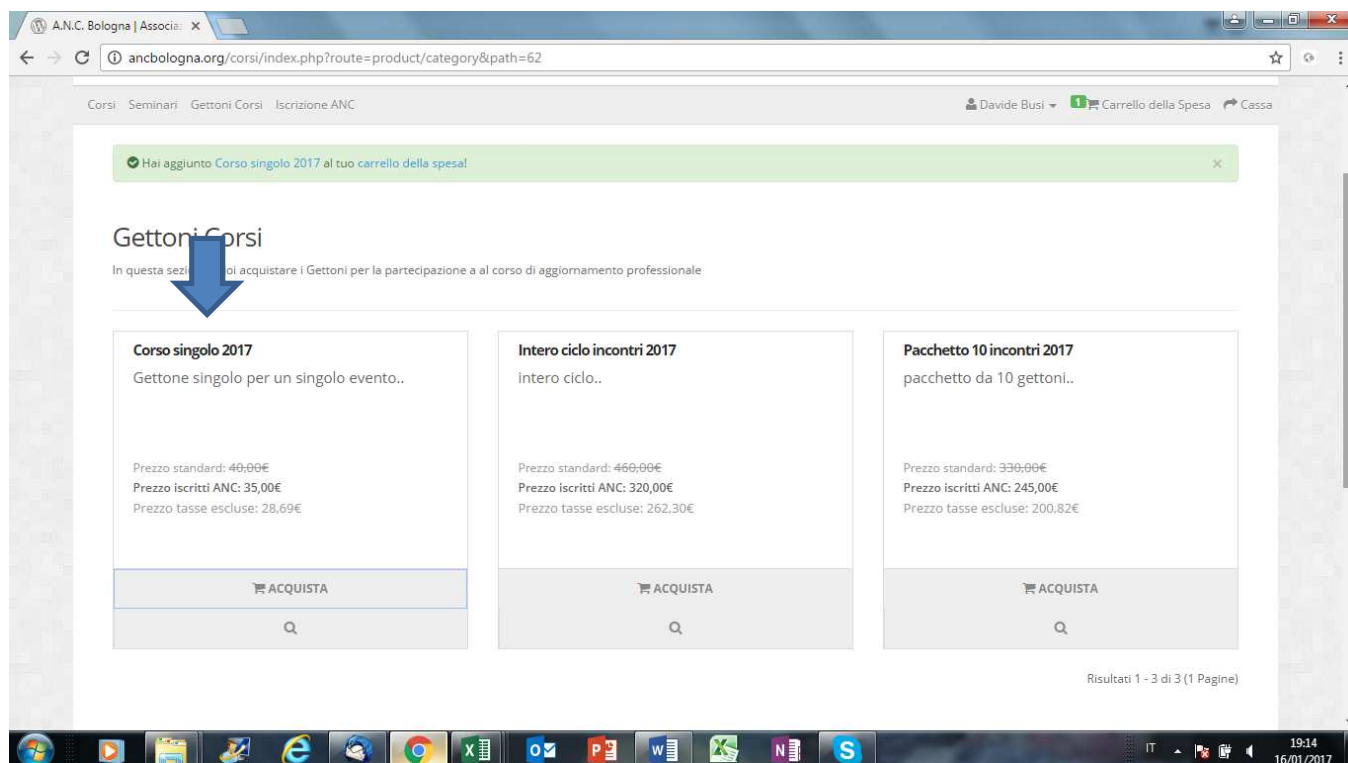 A.N.C. Bologna | Associa
ancbologna.org/corsi/index.php?route=product/category&path=62
Corsi Seminari Gettoni Corsi Iscrizione ANC Davide Busi 1 Carrello della Spesa Cassa
Hai aggiunto Corso singolo 2017 al tuo carrello della spesa!
Gettoni Corsi
In questa acquistare i Gettoni per la partecipazione a al corso di aggiornamento professionale
Corso singolo 2017
Gettone singolo per un singolo evento..
Prezzo standard: 40,00€
Prezzo iscritti ANC: 35,00€
Prezzo tasse escluse: 28,69€
ACQUISTA
Intero ciclo incontri 2017
intero ciclo..
Prezzo standard: 460,00€
Prezzo iscritti ANC: 320,00€
Prezzo tasse escluse: 262,30€
ACQUISTA
Pacchetto 10 incontri 2017
pacchetto da 10 gettoni..
Prezzo standard: 330,00€
Prezzo iscritti ANC: 245,00€
Prezzo tasse escluse: 200,82€
ACQUISTA
Risultati 1 - 3 di 3 (1 Pagine)
IT
19:14
16/01/2017